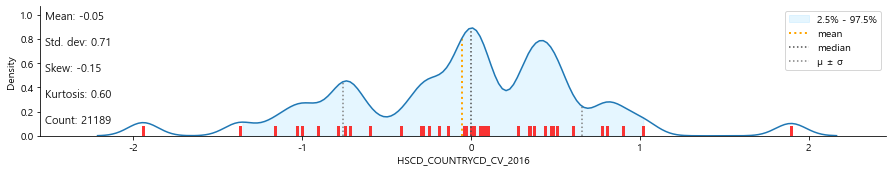 Mean: -0.05
Std. dev: 0.71
Skew: -0.15
Kurtosis: 0.60
Count: 21189
2.5% - 97.5%
mean
median
μ ± σ
Density
1.0
0.8
0.6
0.4
0.2
0.0
-2 -1 0 1 2
HSCD_COUNTRYCD_CV_2016